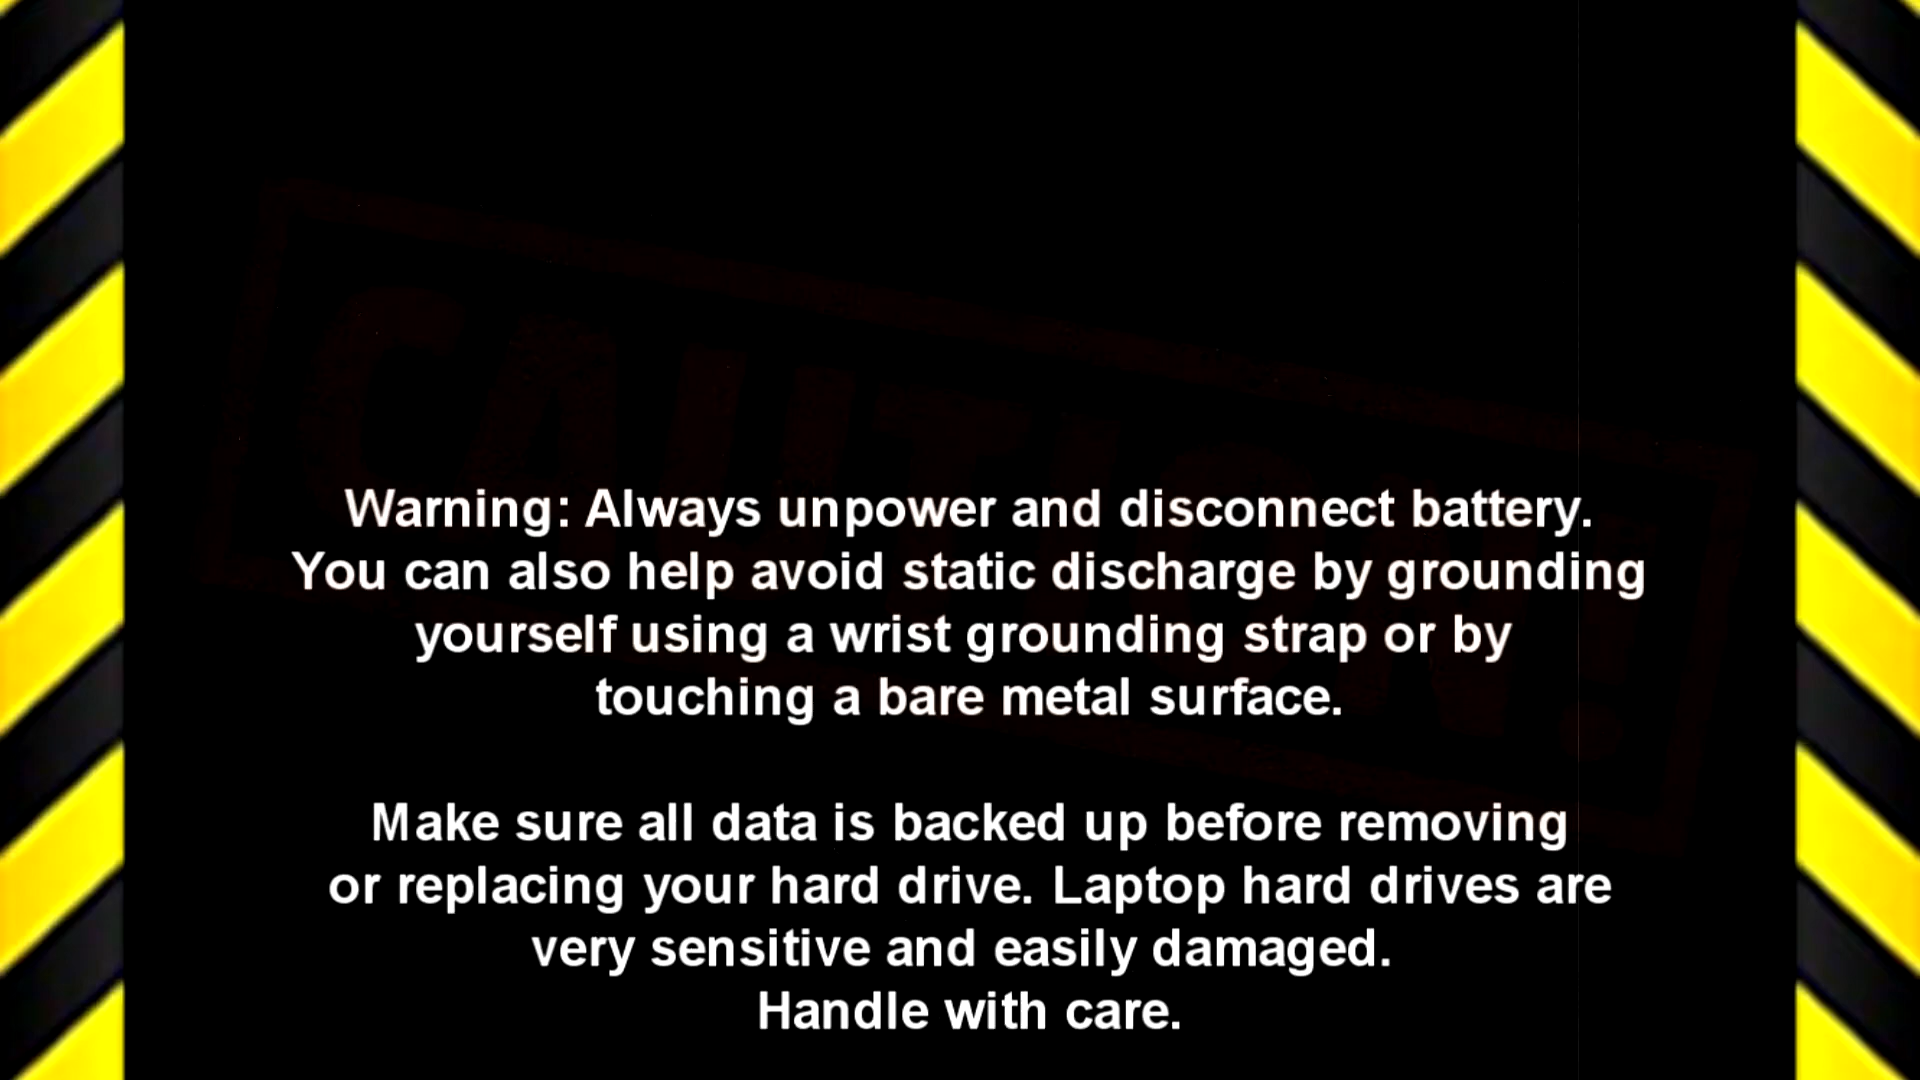 CAUTION!
Warning: Always unpower and disconnect battery.
You can also help avoid static discharge by grounding
yourself using a wrist grounding strap or by
touching a bare metal surface.
Make sure all data is backed up before removing
or replacing your hard drive. Laptop hard drives are
very sensitive and easily damaged.
Handle with care.